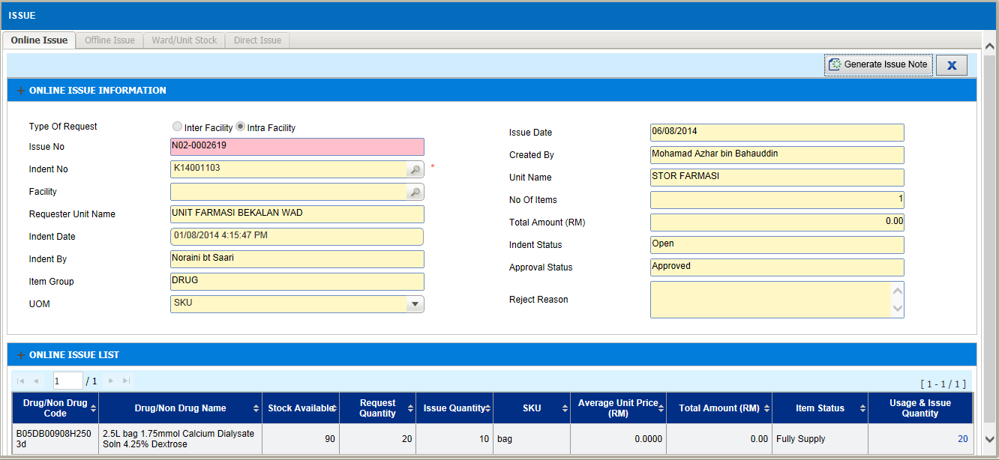 ISSUE
Online Issue
Offline Issue
Ward/Unit Stock
Direct Issue
Generate Issue Note
X
+ ONLINE ISSUE INFORMATION
Type Of Request
Inter Facility
Intra Facility
Issue No
N02-0002619
Indent No
K14001103
*
Facility
Requester Unit Name
UNIT FARMASI BEKALAN WAD
Indent Date
01/08/2014 4:15:47 PM
Indent By
Noraini bt Saari
Item Group
DRUG
UOM
SKU
Issue Date
06/08/2014
Created By
Mohamad Azhar bin Bahauddin
Unit Name
STOR FARMASI
No Of Items
1
Total Amount (RM)
0.00
Indent Status
Open
Approval Status
Approved
Reject Reason
+ ONLINE ISSUE LIST
1 / 1
[ 1 - 1 / 1 ]
Drug/Non Drug
Code
Drug/Non Drug Name
Stock Available
Request
Quantity
Issue Quantity
SKU
Average Unit Price
(RM)
Total Amount (RM)
Item Status
Usage & Issue
Quantity
B05DB00908H250
3d
2.5L bag 1.75mmol Calcium Dialysate
Soln 4.25% Dextrose
90
20
10
bag
0.0000
0.00
Fully Supply
20